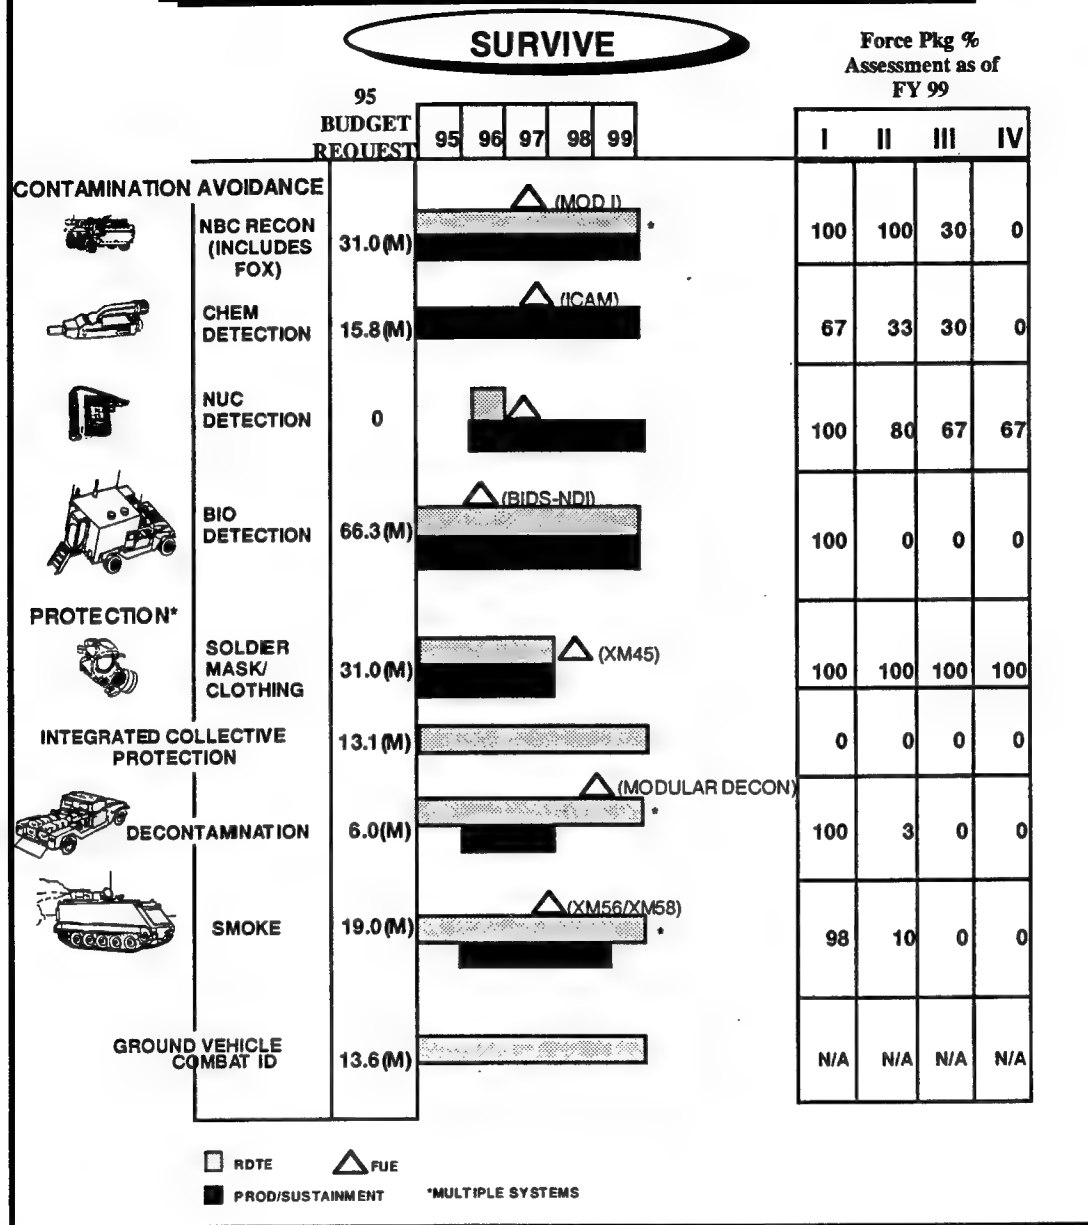 SURVIVE
Force Pkg %
Assessment as of
FY 99
95
BUDGET
REQUEST
95 96 97 98 99
I II III IV
CONTAMINATION AVOIDANCE
NBC RECON
(INCLUDES
FOX)
31.0(M)
(MOD I)
*
100 100 30 0
CHEM
DETECTION
15.8(M)
(ICAM)
67 33 30 0
NUC
DETECTION
0
100 80 67 67
BIO
DETECTION
66.3(M)
(BIDS-NDI)
100 0 0 0
PROTECTION*
SOLDIER
MASK/
CLOTHING
31.0(M)
(XM45)
100 100 100 100
INTEGRATED COLLECTIVE
PROTECTION
13.1(M)
0 0 0 0
DECONTAMINATION
6.0(M)
(MODULAR DECON)
*
100 3 0 0
SMOKE
19.0(M)
(XM56/XM58)
*
98 10 0 0
GROUND VEHICLE
COMBAT ID
13.6(M)
N/A N/A N/A N/A
RDTE FUE
PROD/SUSTAINMENT *MULTIPLE SYSTEMS